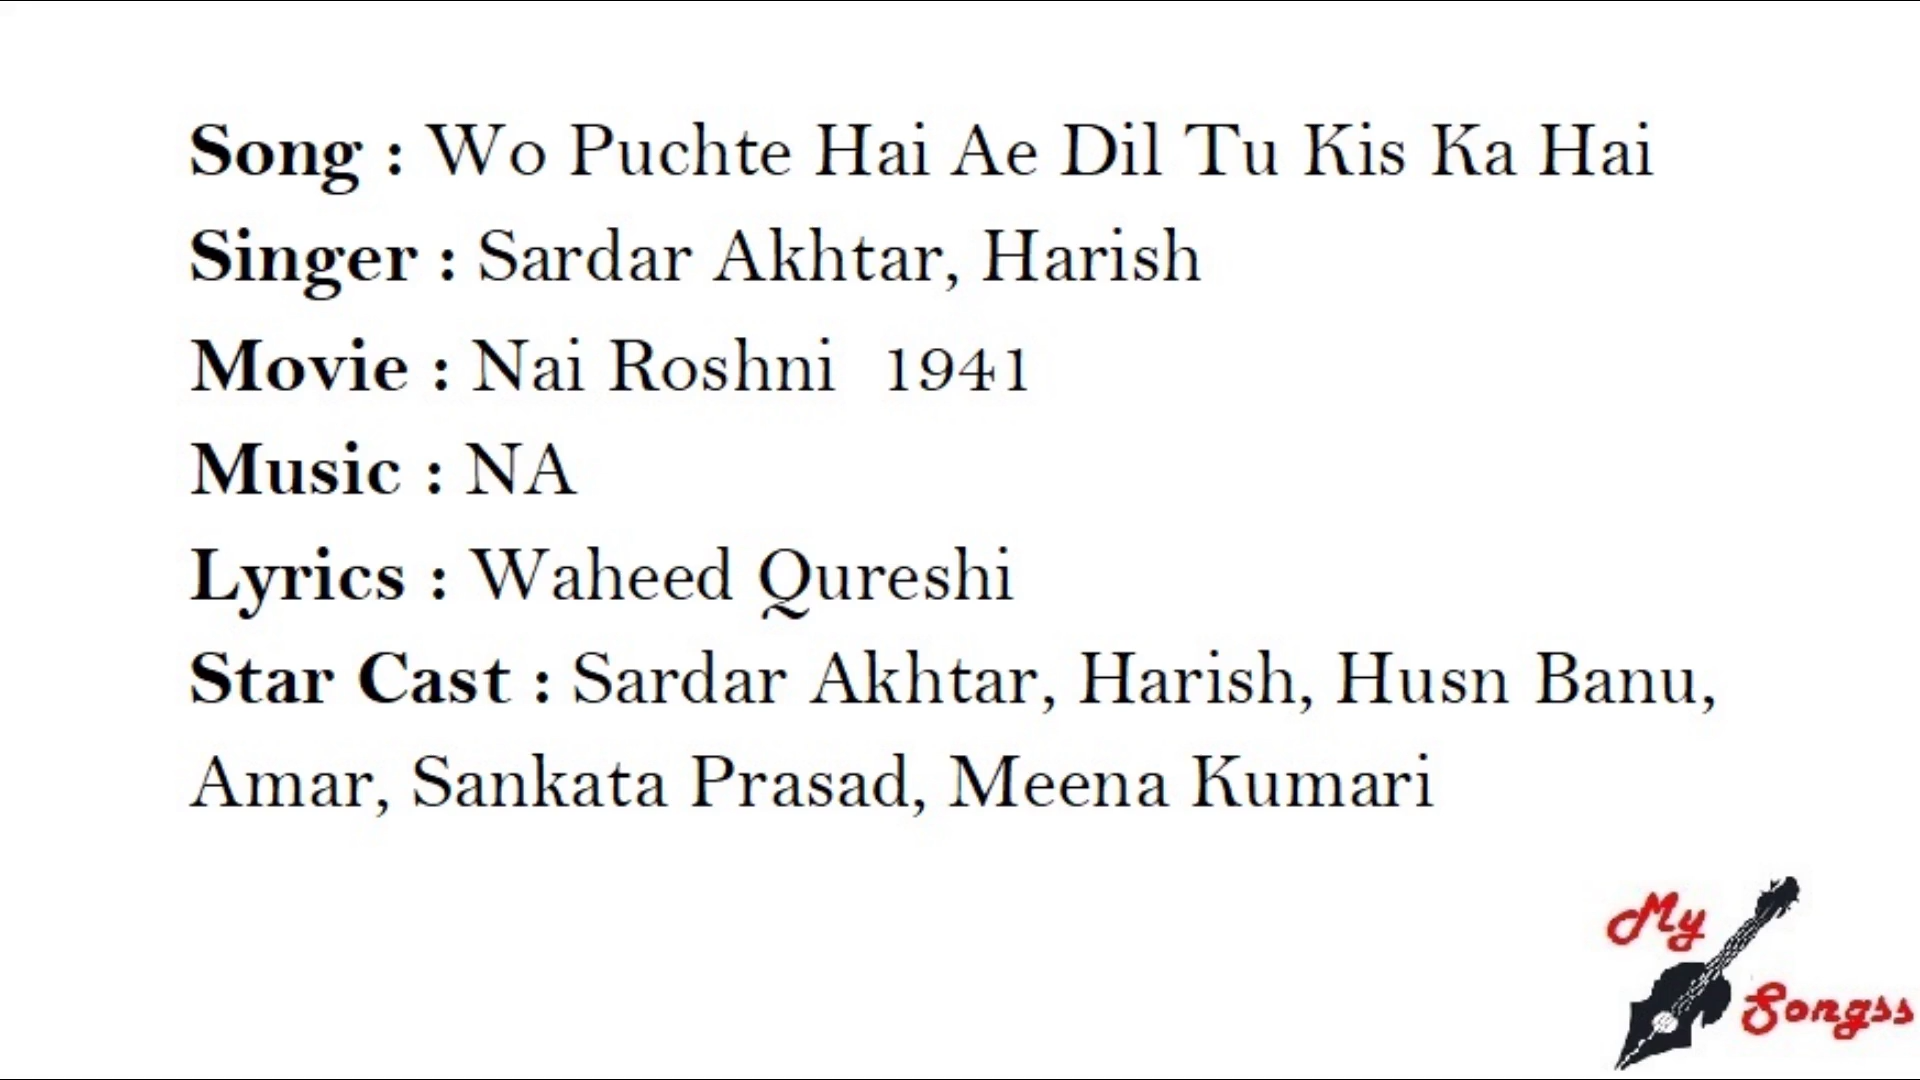 Song : Wo Puchte Hai Ae Dil Tu Kis Ka Hai
Singer : Sardar Akhtar, Harish
Movie : Nai Roshni 1941
Music : NA
Lyrics : Waheed Qureshi
Star Cast : Sardar Akhtar, Harish, Husn Banu,
Amar, Sankata Prasad, Meena Kumari
My
Songss